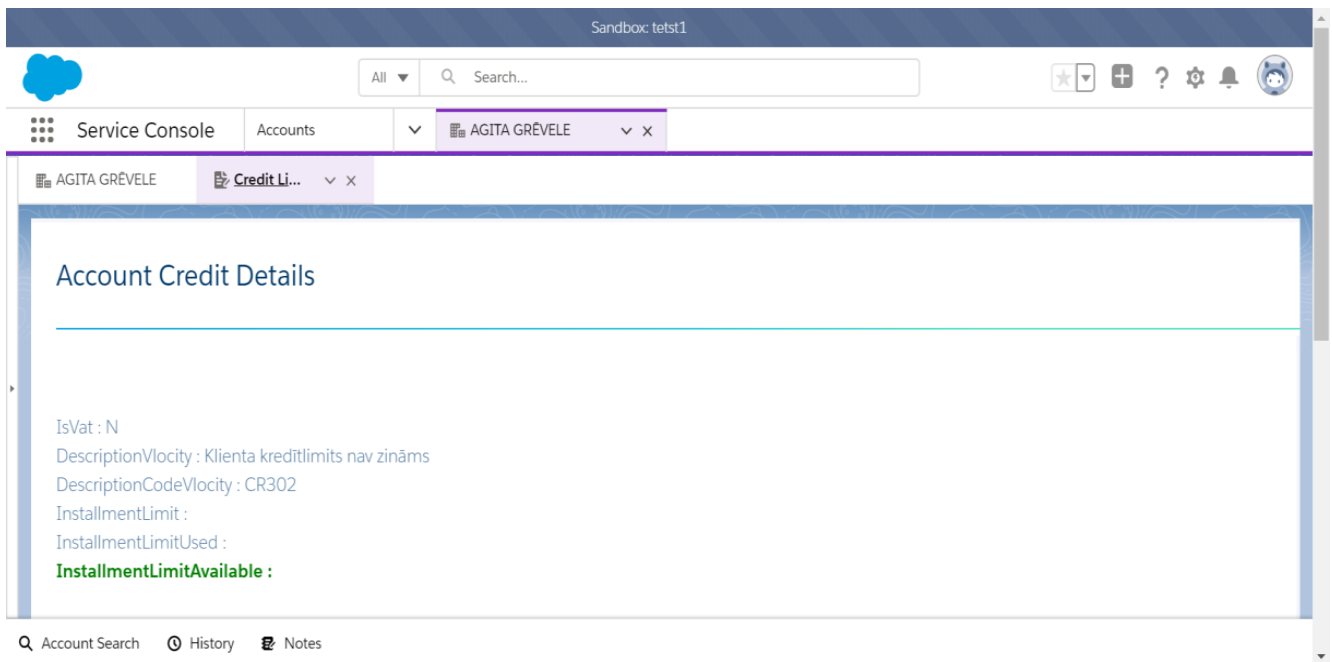 Sandbox: tetst1
All Search...
Service Console Accounts AGITA GRĒVELE
AGITA GRĒVELE Credit Li...
Account Credit Details
IsVat : N
DescriptionVlocity : Klienta kredītlimits nav zināms
DescriptionCodeVlocity : CR302
InstallmentLimit :
InstallmentLimitUsed :
InstallmentLimitAvailable :
Account Search History Notes